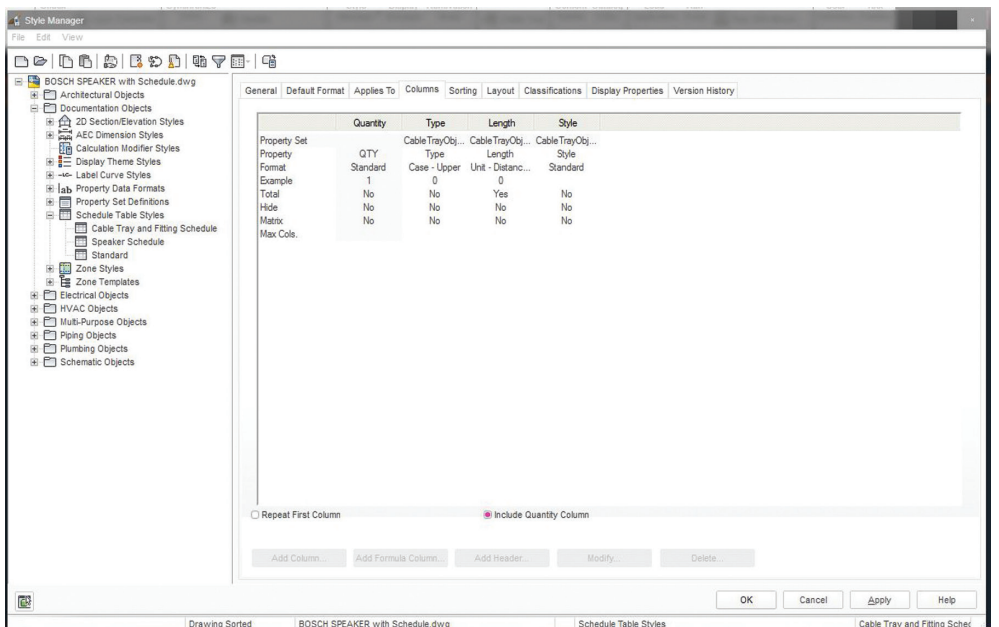 Style Manager
File Edit View
BOSCH SPEAKER with Schedule.dwg
Architectural Objects
Documentation Objects
2D Section/Elevation Styles
AEC Dimension Styles
Calculation Modifier Styles
Display Theme Styles
Label Curve Styles
Property Data Formats
Property Set Definitions
Schedule Table Styles
Cable Tray and Fitting Schedule
Speaker Schedule
Standard
Zone Styles
Zone Templates
Electrical Objects
HVAC Objects
Multi-Purpose Objects
Piping Objects
Plumbing Objects
Schematic Objects
General Default Format Applies To Columns Sorting Layout Classifications Display Properties Version History
Quantity Type Length Style
Property Set CableTrayObj... CableTrayObj... CableTrayObj...
Property QTY Type Length Style
Format Standard Case - Upper Unit - Distanc... Standard
Example 1 0 0
Total No No Yes No
Hide No No No No
Matrix No No No No
Max Cols.
Repeat First Column Include Quantity Column
Add Column... Add Formula Column... Add Header... Modify... Delete...
OK Cancel Apply Help
Drawing Sorted BOSCH SPEAKER with Schedule.dwg Schedule Table Styles Cable Tray and Fitting Sched